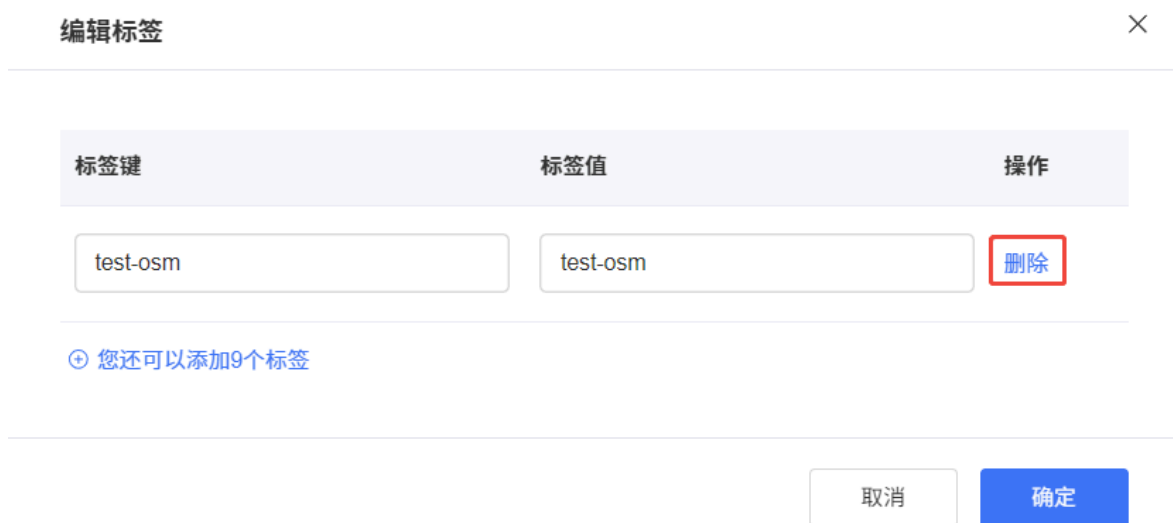 编辑标签
标签键 标签值 操作
test-osm test-osm 删除
您还可以添加9个标签
取消 确定